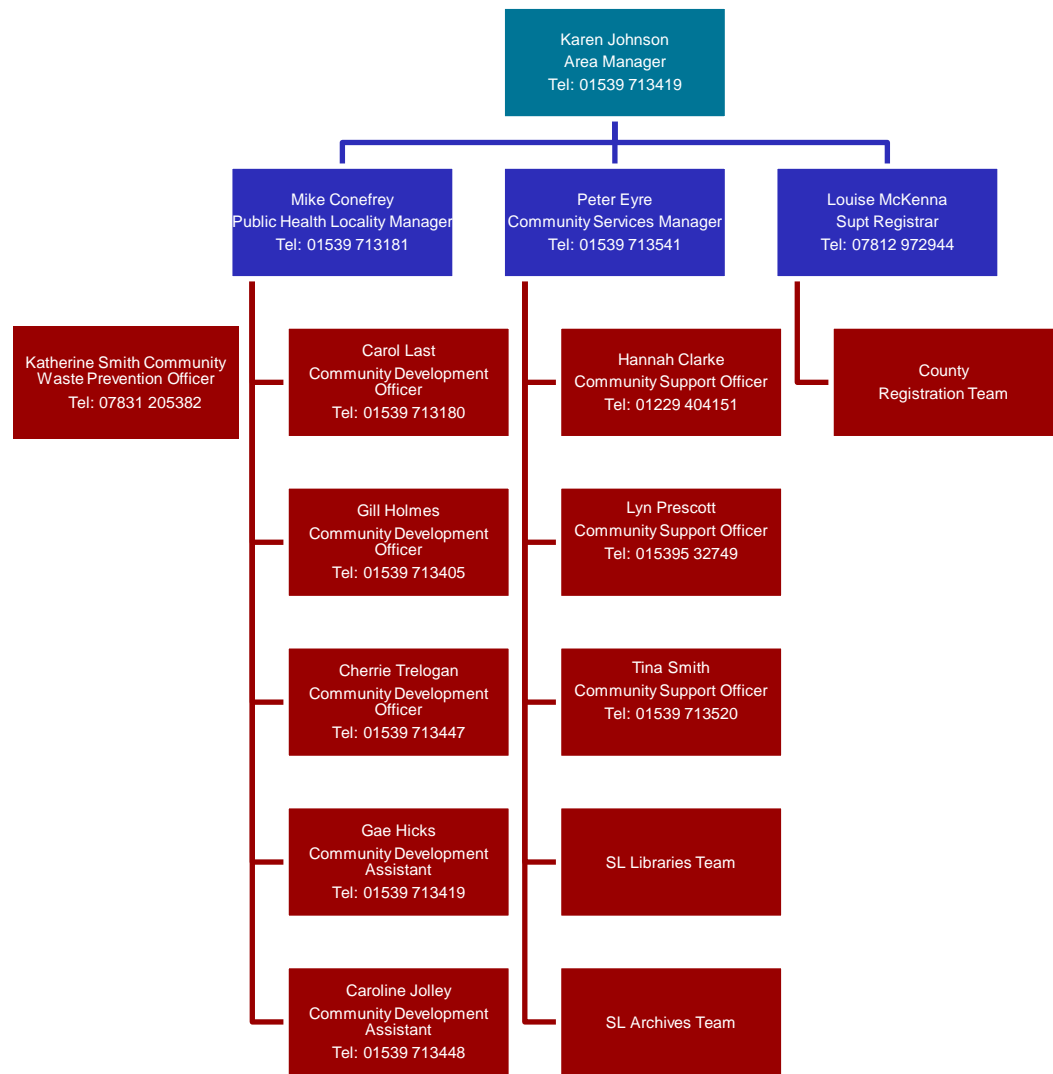 Karen Johnson
Area Manager
Tel: 01539 713419
Mike Conefrey
Public Health Locality Manager
Tel: 01539 713181
Peter Eyre
Community Services Manager
Tel: 01539 713541
Louise McKenna
Supt Registrar
Tel: 07812 972944
Katherine Smith Community
Waste Prevention Officer
Tel: 07831 205382
Carol Last
Community Development
Officer
Tel: 01539 713180
Hannah Clarke
Community Support Officer
Tel: 01229 404151
County
Registration Team
Gill Holmes
Community Development
Officer
Tel: 01539 713405
Lyn Prescott
Community Support Officer
Tel: 015395 32749
Cherrie Trelogan
Community Development
Officer
Tel: 01539 713447
Tina Smith
Community Support Officer
Tel: 01539 713520
Gae Hicks
Community Development
Assistant
Tel: 01539 713419
SL Libraries Team
Caroline Jolley
Community Development
Assistant
Tel: 01539 713448
SL Archives Team